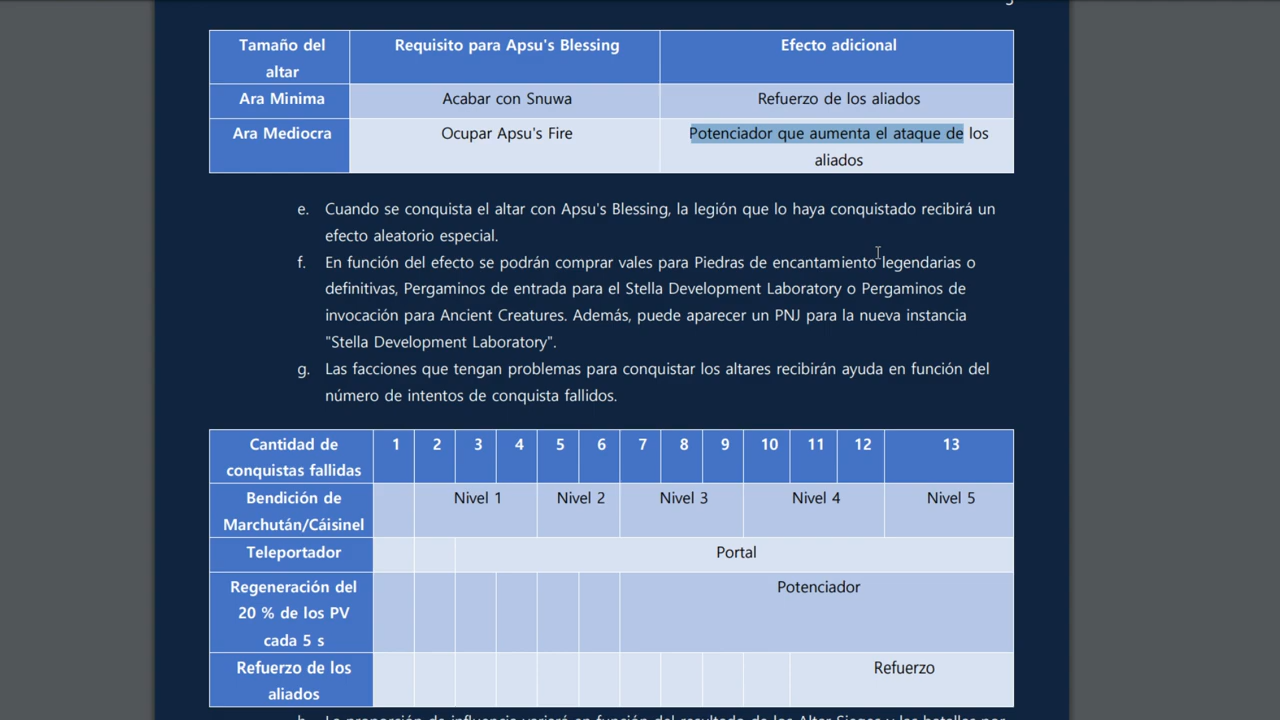 Tamaño del
altar
Requisito para Apsu's Blessing
Efecto adicional
Ara Minima
Acabar con Snuwa
Refuerzo de los aliados
Ara Mediocra
Ocupar Apsu's Fire
Potenciador que aumenta el ataque de los
aliados
e. Cuando se conquista el altar con Apsu's Blessing, la legión que lo haya conquistado recibirá un
efecto aleatorio especial.
f. En función del efecto se podrán comprar vales para Piedras de encantamiento legendarias o
definitivas, Pergaminos de entrada para el Stella Development Laboratory o Pergaminos de
invocación para Ancient Creatures. Además, puede aparecer un PNJ para la nueva instancia
"Stella Development Laboratory".
g. Las facciones que tengan problemas para conquistar los altares recibirán ayuda en función del
número de intentos de conquista fallidos.
Cantidad de
conquistas fallidas
1 2 3 4 5 6 7 8 9 10 11 12 13
Bendición de
Marchután/Cáisinel
Nivel 1 Nivel 2 Nivel 3 Nivel 4 Nivel 5
Teleportador
Portal
Regeneración del
20 % de los PV
cada 5 s
Potenciador
Refuerzo de los
aliados
Refuerzo